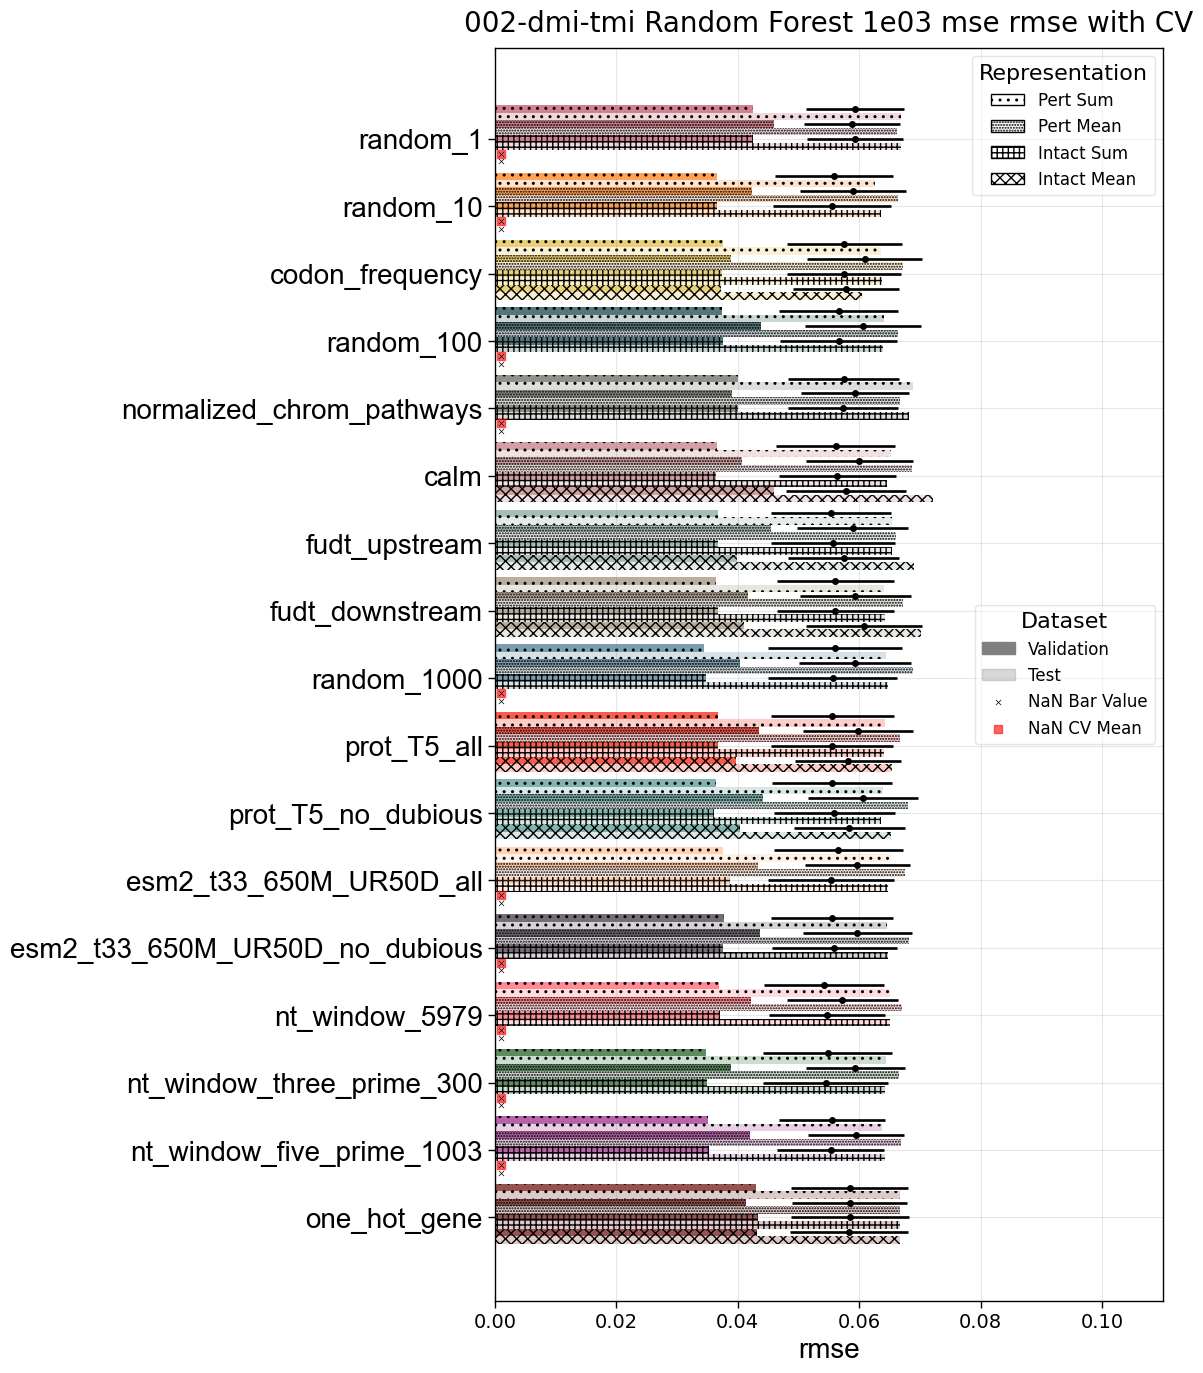 002-dmi-tmi Random Forest 1e03 mse rmse with CV
Representation
Pert Sum
Pert Mean
Intact Sum
Intact Mean
random_1
random_10
codon_frequency
random_100
normalized_chrom_pathways
calm
fudt_upstream
fudt_downstream
random_1000
prot_T5_all
prot_T5_no_dubious
esm2_t33_650M_UR50D_all
esm2_t33_650M_UR50D_no_dubious
nt_window_5979
nt_window_three_prime_300
nt_window_five_prime_1003
one_hot_gene
Dataset
Validation
Test
NaN Bar Value
NaN CV Mean
0.00 0.02 0.04 0.06 0.08 0.10
rmse